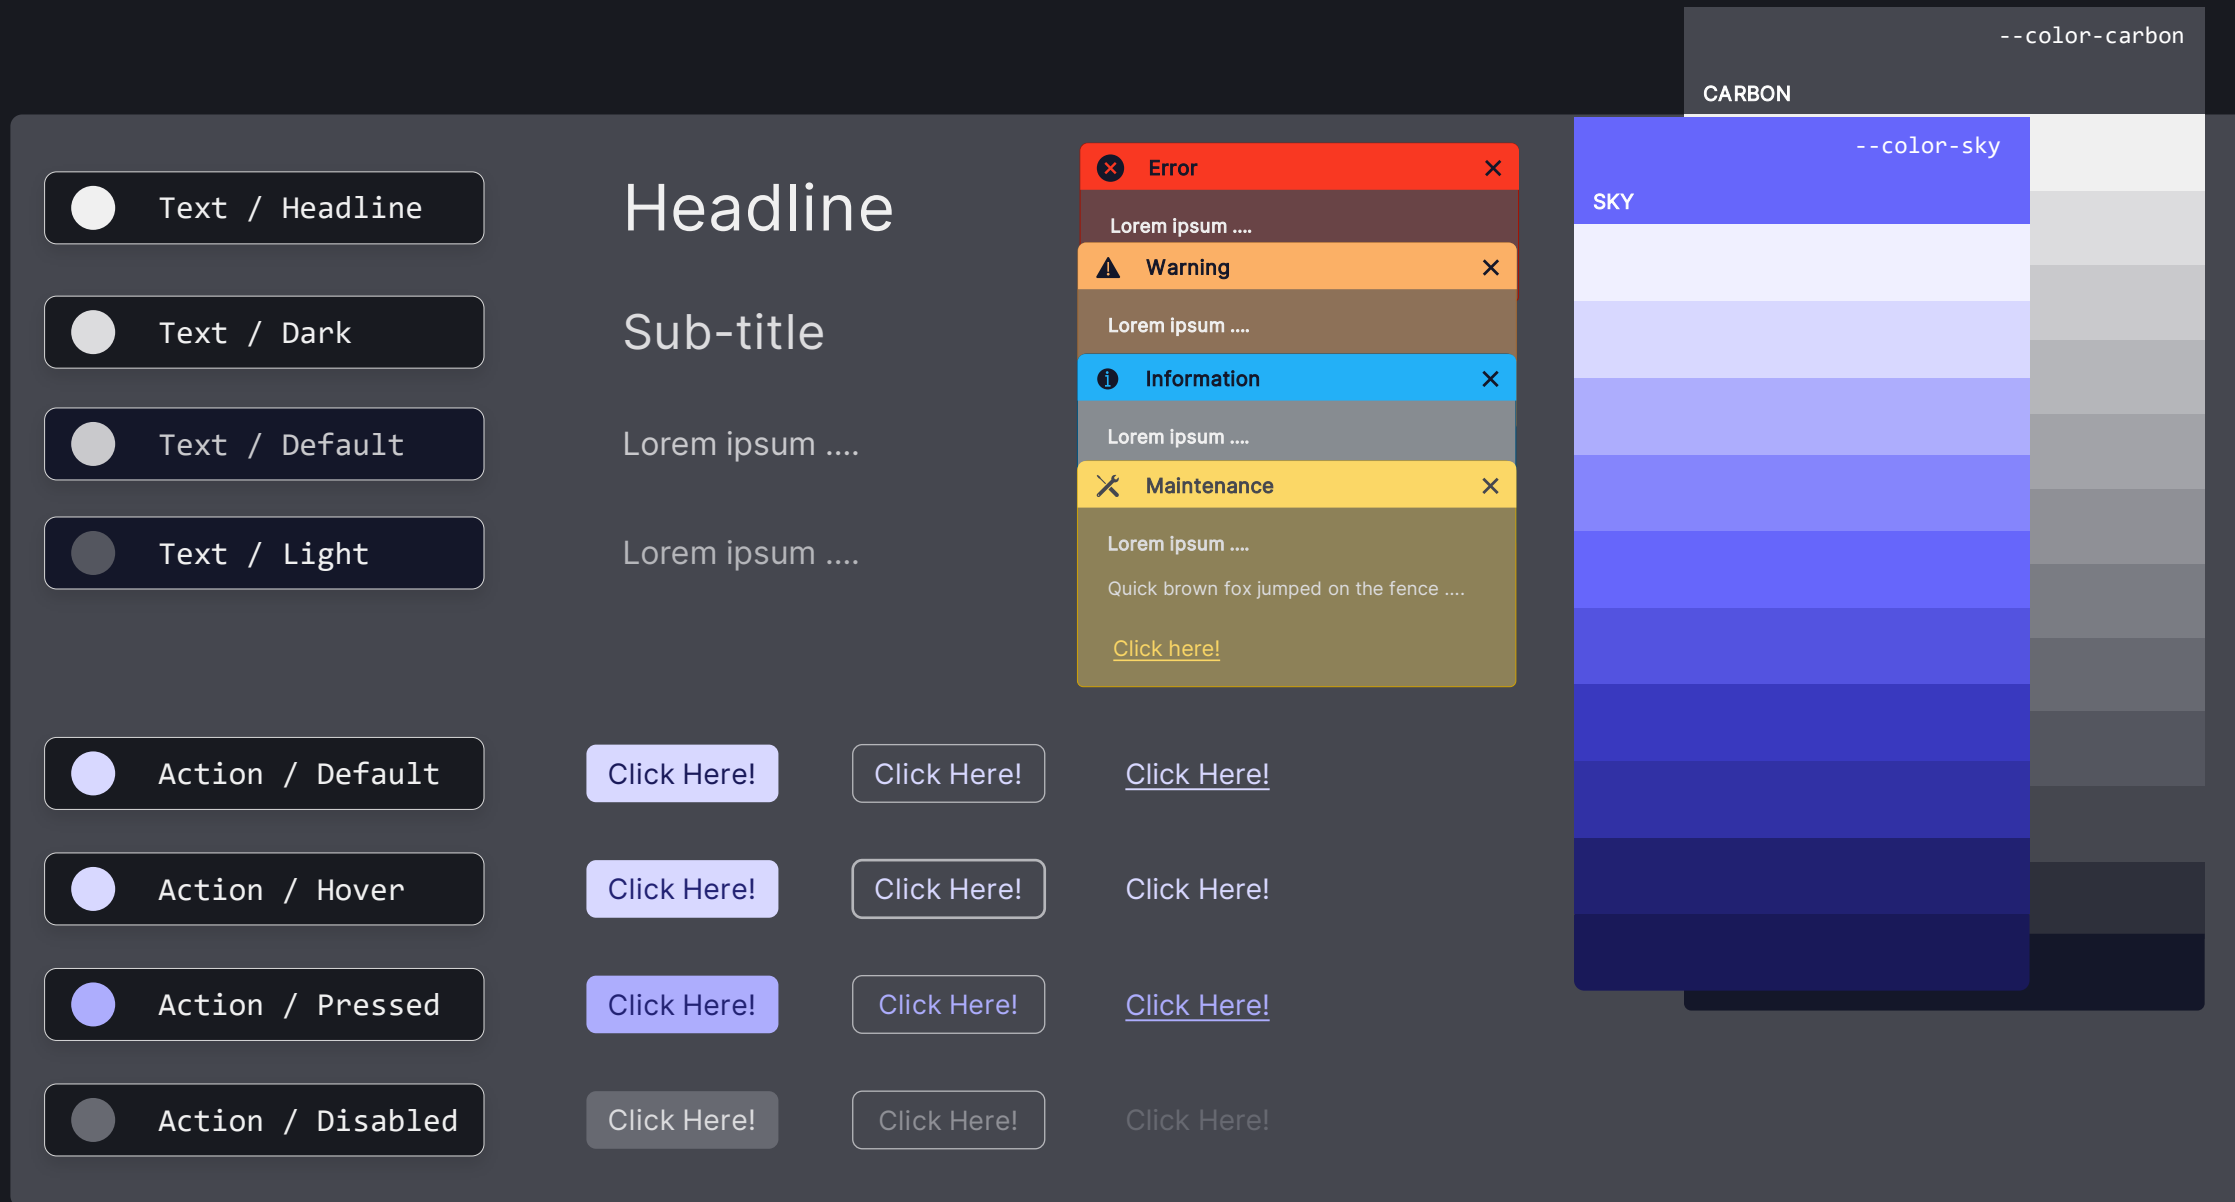 --color-carbon
CARBON
--color-sky
SKY
Text / Headline
Headline
Text / Dark
Sub-title
Text / Default
Lorem ipsum ....
Text / Light
Lorem ipsum ....
Error
Lorem ipsum ....
Warning
Lorem ipsum ....
Information
Lorem ipsum ....
Maintenance
Lorem ipsum ....
Quick brown fox jumped on the fence ....
Click here!
Action / Default
Click Here!
Click Here!
Click Here!
Action / Hover
Click Here!
Click Here!
Click Here!
Action / Pressed
Click Here!
Click Here!
Click Here!
Action / Disabled
Click Here!
Click Here!
Click Here!